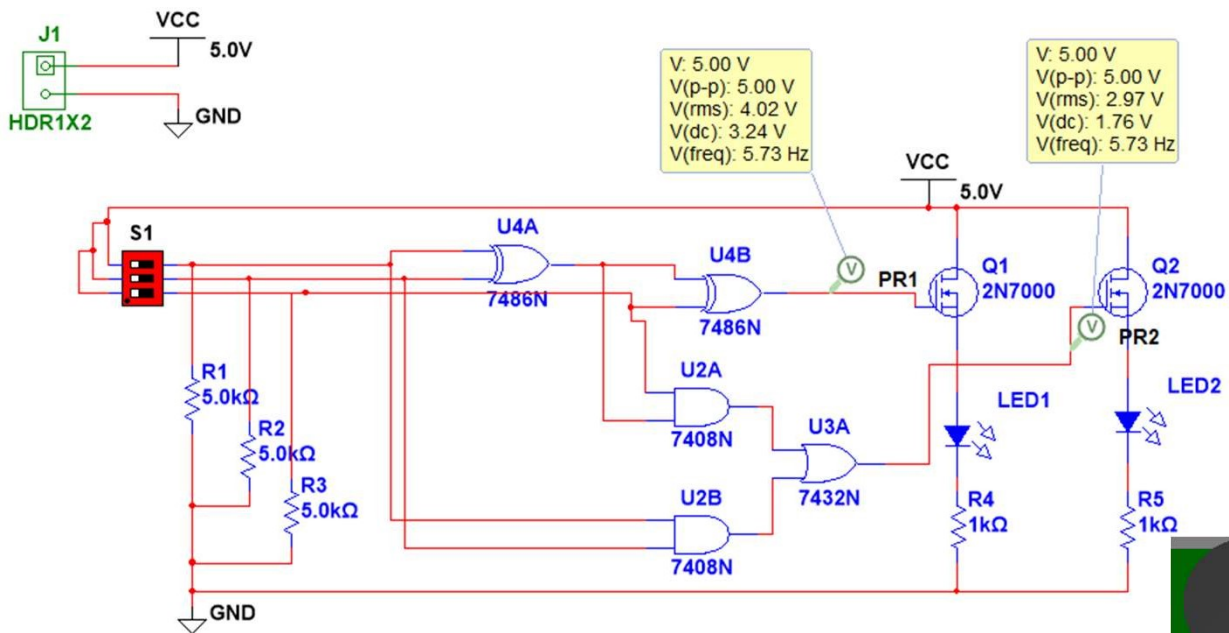 J1
VCC
5.0V
GND
HDR1X2
V: 5.00 V
V(p-p): 5.00 V
V(rms): 4.02 V
V(dc): 3.24 V
V(freq): 5.73 Hz
V: 5.00 V
V(p-p): 5.00 V
V(rms): 2.97 V
V(dc): 1.76 V
V(freq): 5.73 Hz
VCC
5.0V
S1
U4A
7486N
U4B
7486N
V
PR1
Q1
2N7000
V
PR2
Q2
2N7000
R1
5.0kΩ
R2
5.0kΩ
R3
5.0kΩ
U2A
7408N
U3A
7432N
U2B
7408N
LED1
LED2
R4
1kΩ
R5
1kΩ
GND